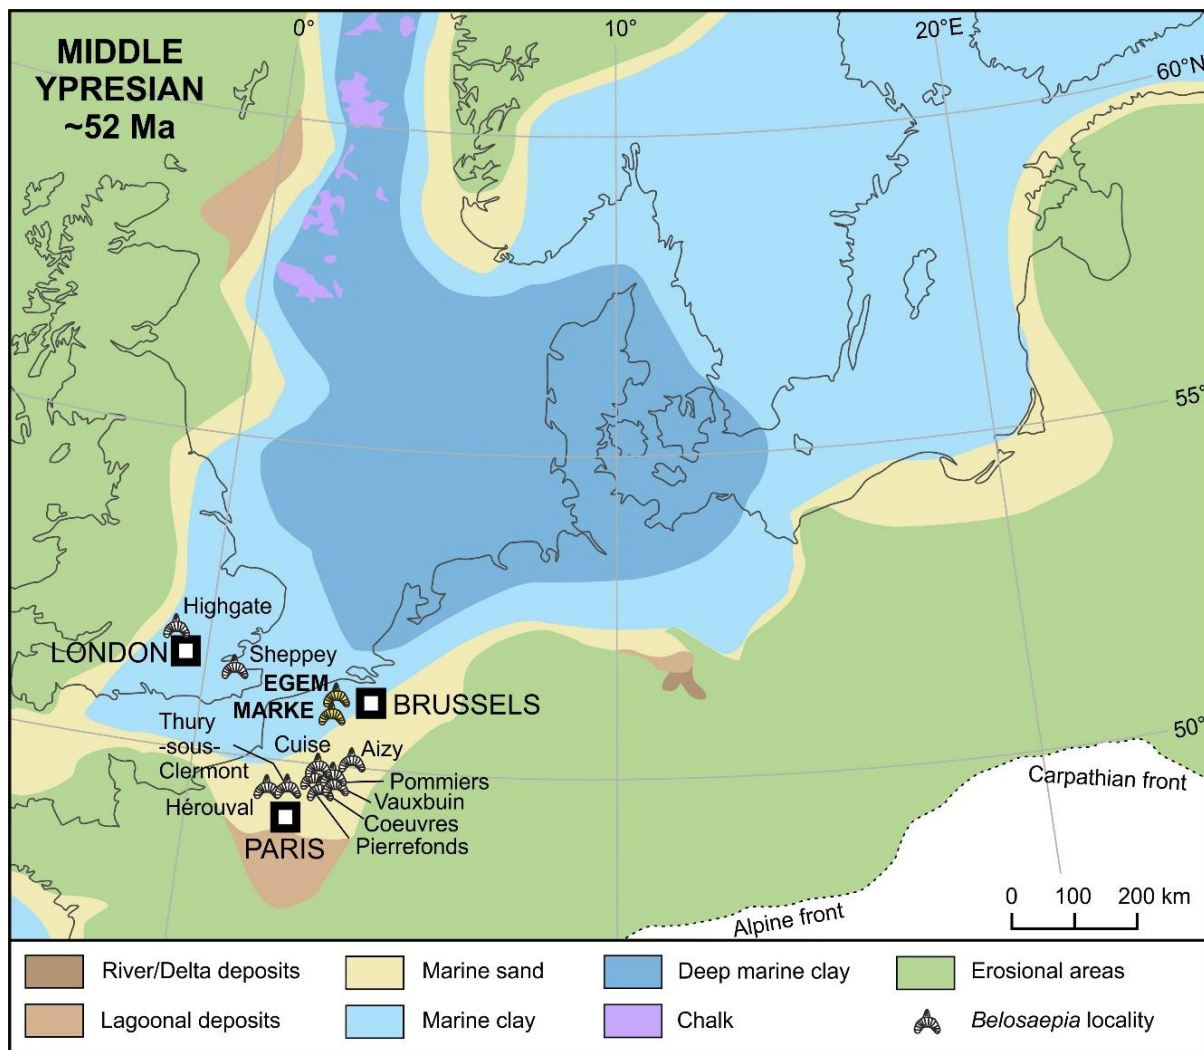 0°
10°
20°E
MIDDLE
YPRESIAN
~52 Ma
60°N
55°
Highgate
LONDON
Sheppey
EGEM
MARKE
BRUSSELS
Thury
-sous-
Clermont
Cuise
Aizy
50°
Pommiers
Carpathian front
Hérouval
Vauxbuin
Coeuvres
PARIS
Pierrefonds
0 100 200 km
Alpine front
River/Delta deposits
Marine sand
Deep marine clay
Erosional areas
Lagoonal deposits
Marine clay
Chalk
Belosaepia locality